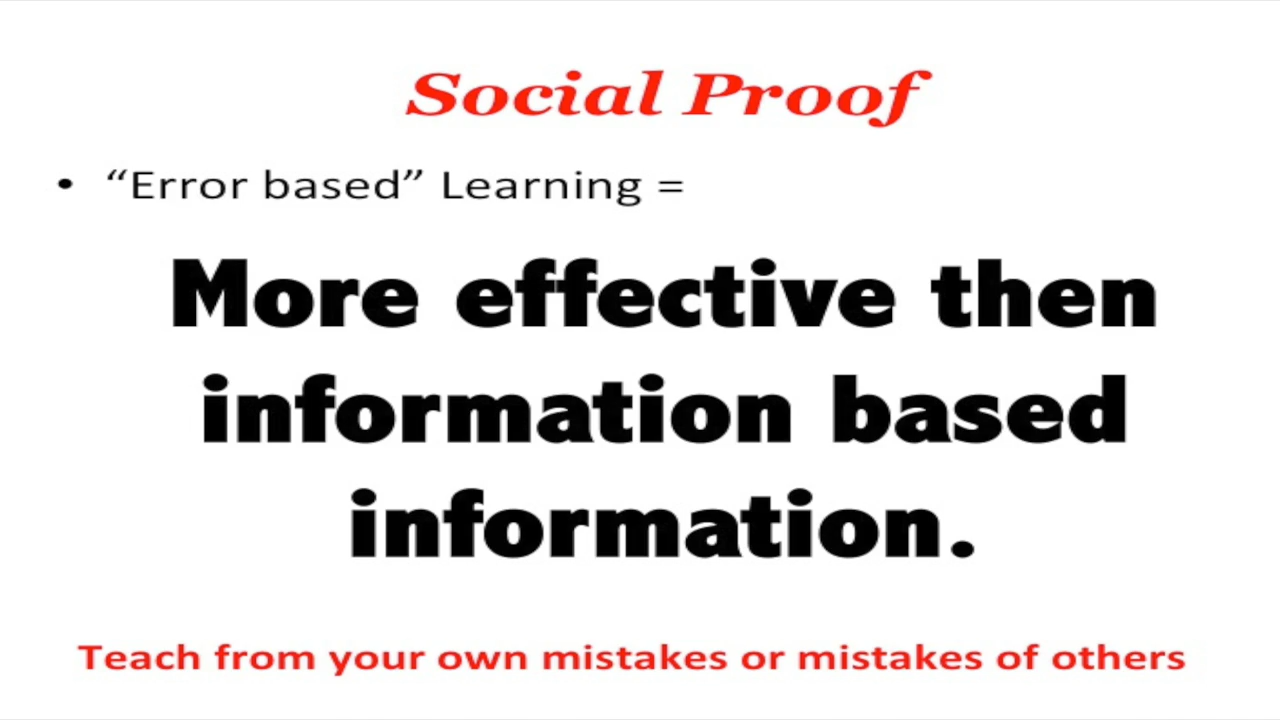 Social Proof
• “Error based” Learning =
More effective then
information based
information.
Teach from your own mistakes or mistakes of others